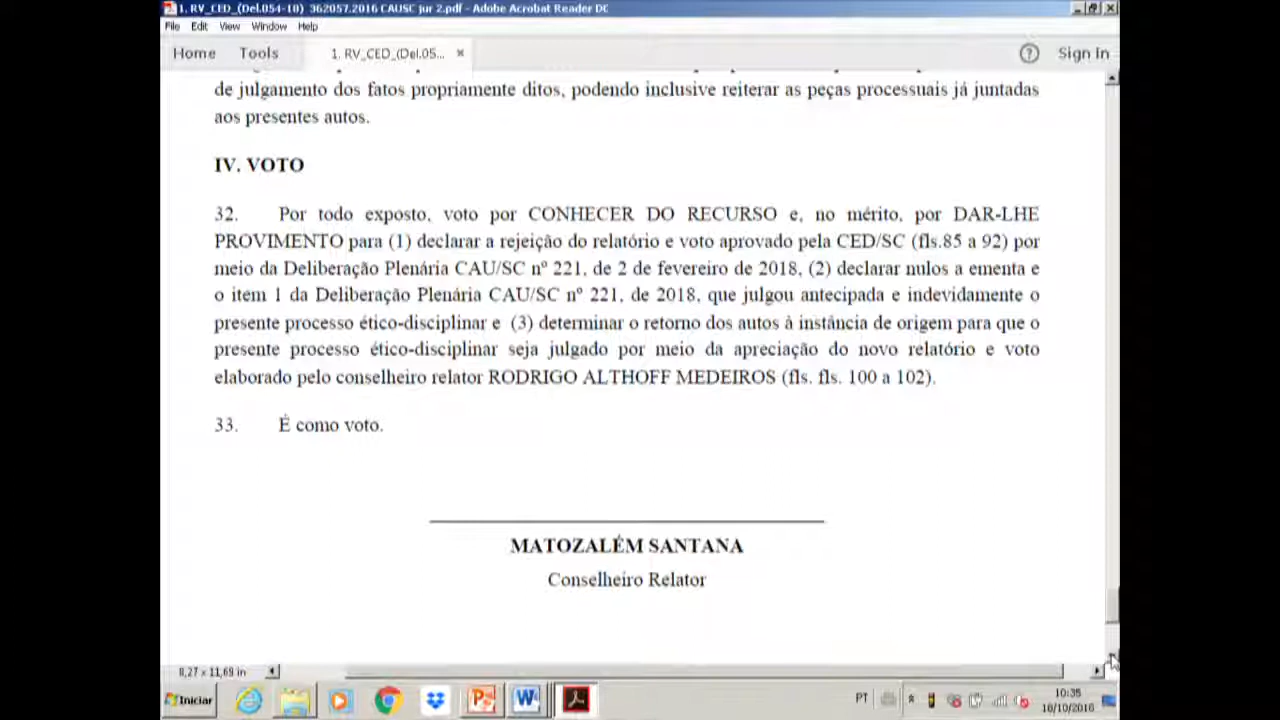 1. RV_CED_(Del.054-18) 362057.2016 CAUSC jur 2.pdf - Adobe Acrobat Reader DC
File Edit View Window Help
Home Tools 1. RV_CED_(Del.05... × ? Sign In
de julgamento dos fatos propriamente ditos, podendo inclusive reiterar as peças processuais já juntadas
aos presentes autos.
IV. VOTO
32. Por todo exposto, voto por CONHECER DO RECURSO e, no mérito, por DAR-LHE
PROVIMENTO para (1) declarar a rejeição do relatório e voto aprovado pela CED/SC (fls.85 a 92) por
meio da Deliberação Plenária CAU/SC nº 221, de 2 de fevereiro de 2018, (2) declarar nulos a ementa e
o item 1 da Deliberação Plenária CAU/SC nº 221, de 2018, que julgou antecipada e indevidamente o
presente processo ético-disciplinar e (3) determinar o retorno dos autos à instância de origem para que o
presente processo ético-disciplinar seja julgado por meio da apreciação do novo relatório e voto
elaborado pelo conselheiro relator RODRIGO ALTHOFF MEDEIROS (fls. fls. 100 a 102).
33. É como voto.
MATOZALÉM SANTANA
Conselheiro Relator
8,27 x 11,69 in
Iniciar PT 10:35